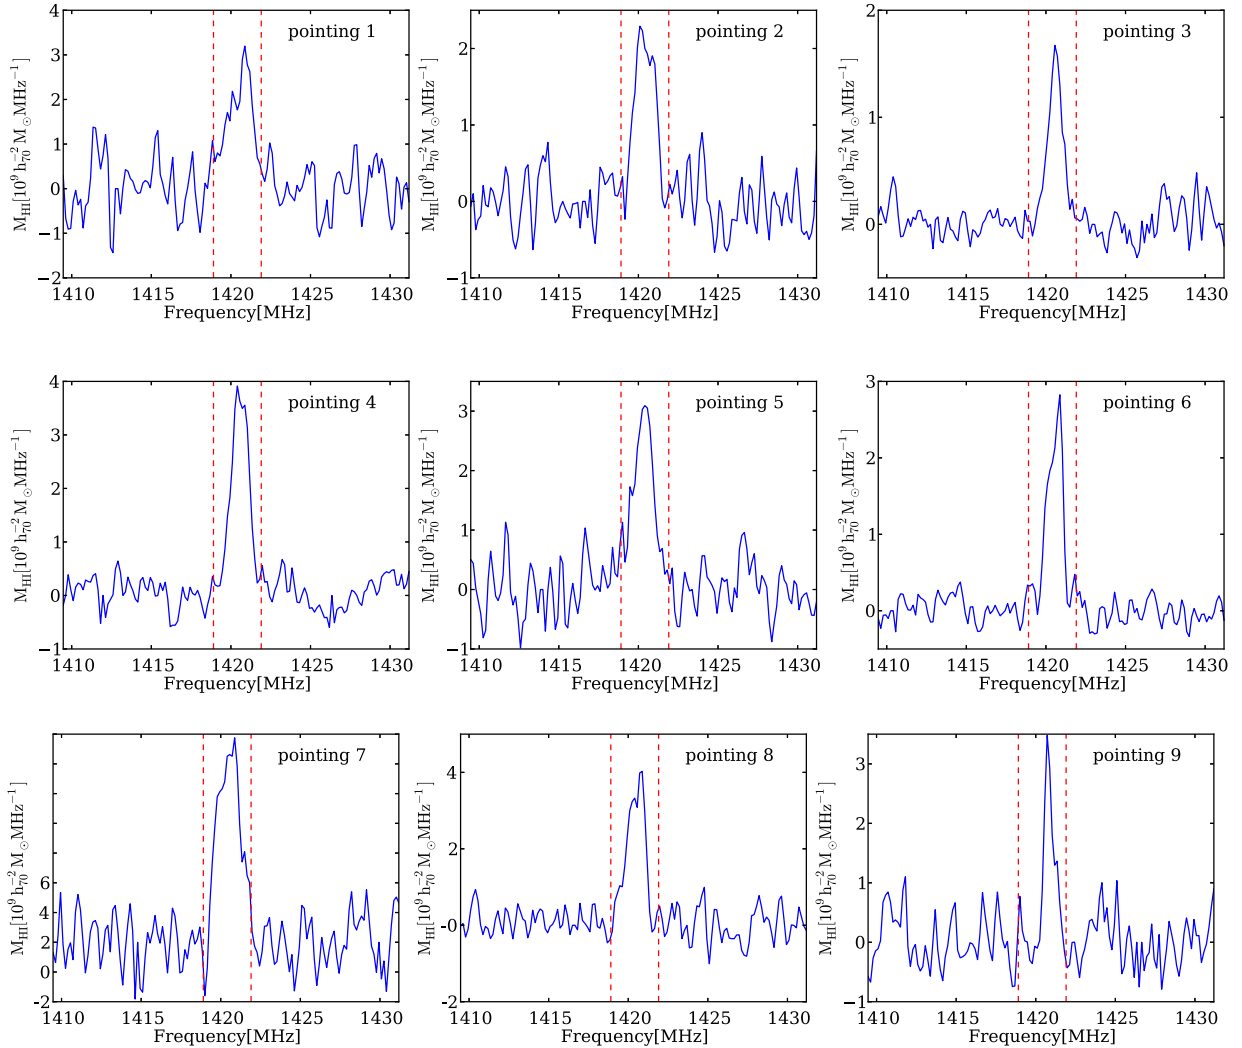 pointing 1
4
3
2
1
0
−1
−2
M_HI[10^9 h_70^−2 M_⊙MHz^−1]
1410 1415 1420 1425 1430
Frequency[MHz]
pointing 2
2
1
0
−1
M_HI[10^9 h_70^−2 M_⊙MHz^−1]
1410 1415 1420 1425 1430
Frequency[MHz]
pointing 3
2
1
0
M_HI[10^9 h_70^−2 M_⊙MHz^−1]
1410 1415 1420 1425 1430
Frequency[MHz]
pointing 4
4
3
2
1
0
−1
M_HI[10^9 h_70^−2 M_⊙MHz^−1]
1410 1415 1420 1425 1430
Frequency[MHz]
pointing 5
3
2
1
0
−1
M_HI[10^9 h_70^−2 M_⊙MHz^−1]
1410 1415 1420 1425 1430
Frequency[MHz]
pointing 6
3
2
1
0
M_HI[10^9 h_70^−2 M_⊙MHz^−1]
1410 1415 1420 1425 1430
Frequency[MHz]
pointing 7
6
4
2
0
-2
M_HI[10^9 h_70^−2 M_⊙MHz^−1]
1410 1415 1420 1425 1430
Frequency[MHz]
pointing 8
4
2
-0
-2
M_HI[10^9 h_70^−2 M_⊙MHz^−1]
1410 1415 1420 1425 1430
Frequency[MHz]
pointing 9
3
2
1
0
−1
M_HI[10^9 h_70^−2 M_⊙MHz^−1]
1410 1415 1420 1425 1430
Frequency[MHz]